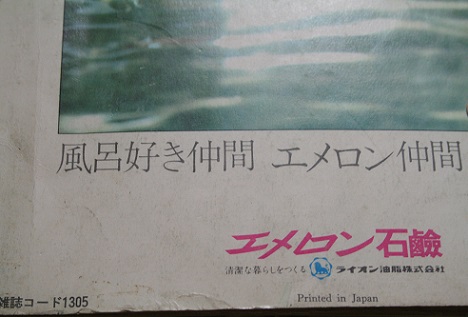 風呂好き仲間 エメロン仲間
エメロン石鹼
清潔な暮らしをつくる ライオン油脂株式会社
Printed in Japan
雑誌コード1305